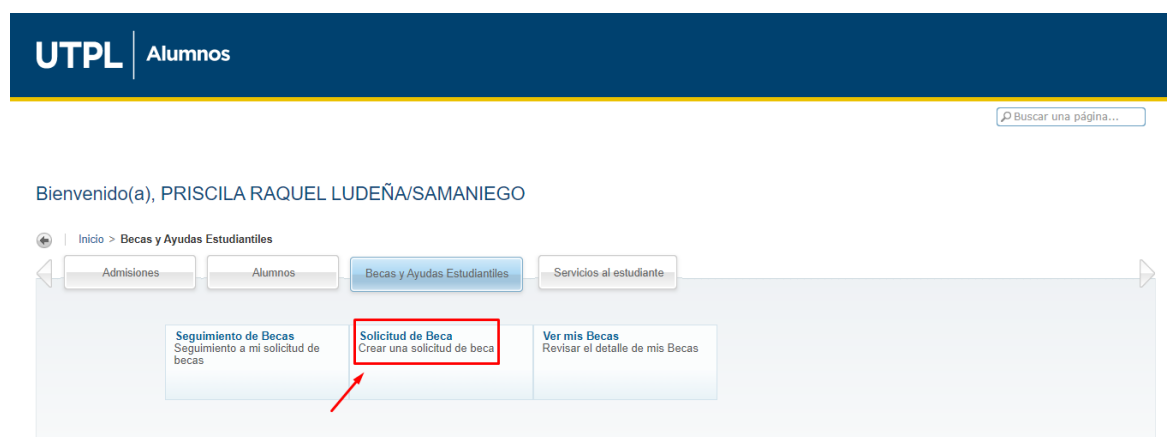 UTPL Alumnos
Buscar una página...
Bienvenido(a), PRISCILA RAQUEL LUDEÑA/SAMANIEGO
Inicio > Becas y Ayudas Estudiantiles
Admisiones
Alumnos
Becas y Ayudas Estudiantiles
Servicios al estudiante
Seguimiento de Becas
Seguimiento a mi solicitud de
becas
Solicitud de Beca
Crear una solicitud de beca
Ver mis Becas
Revisar el detalle de mis Becas